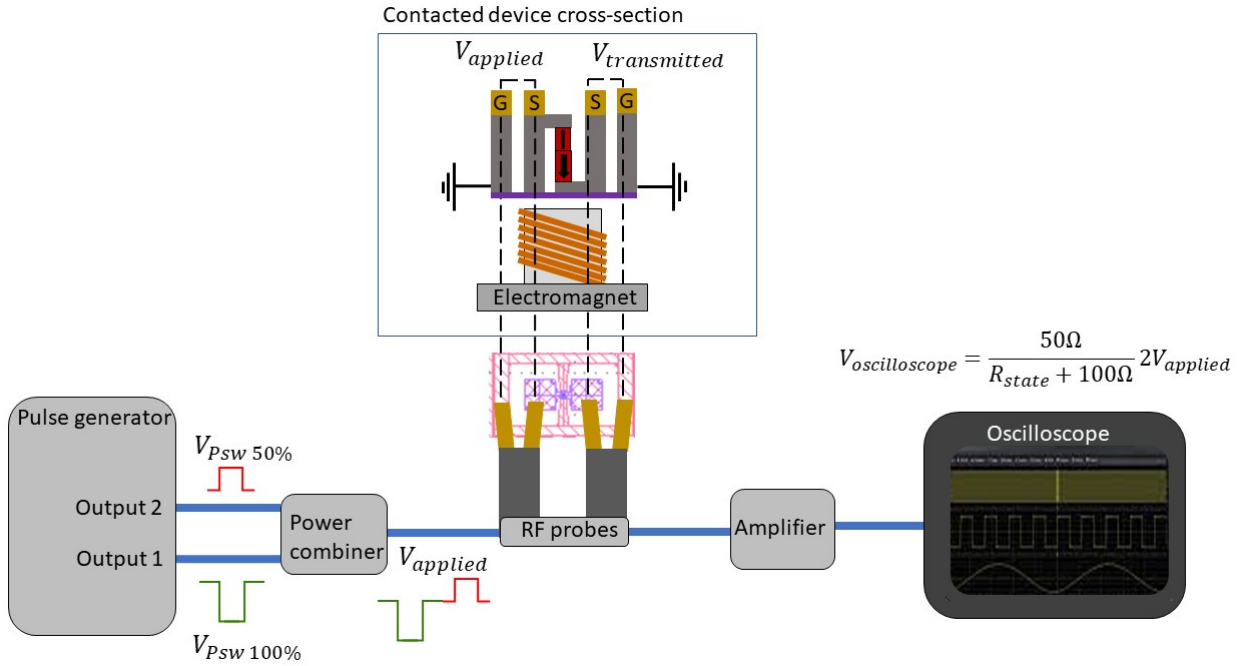 Contacted device cross-section
V_applied
V_transmitted
G S S G
Electromagnet
V_oscilloscope = 50Ω / (R_state + 100Ω) 2V_applied
Pulse generator
V_Psw 50%
Output 2
Output 1
V_Psw 100%
Power
combiner
V_applied
RF probes
Amplifier
Oscilloscope